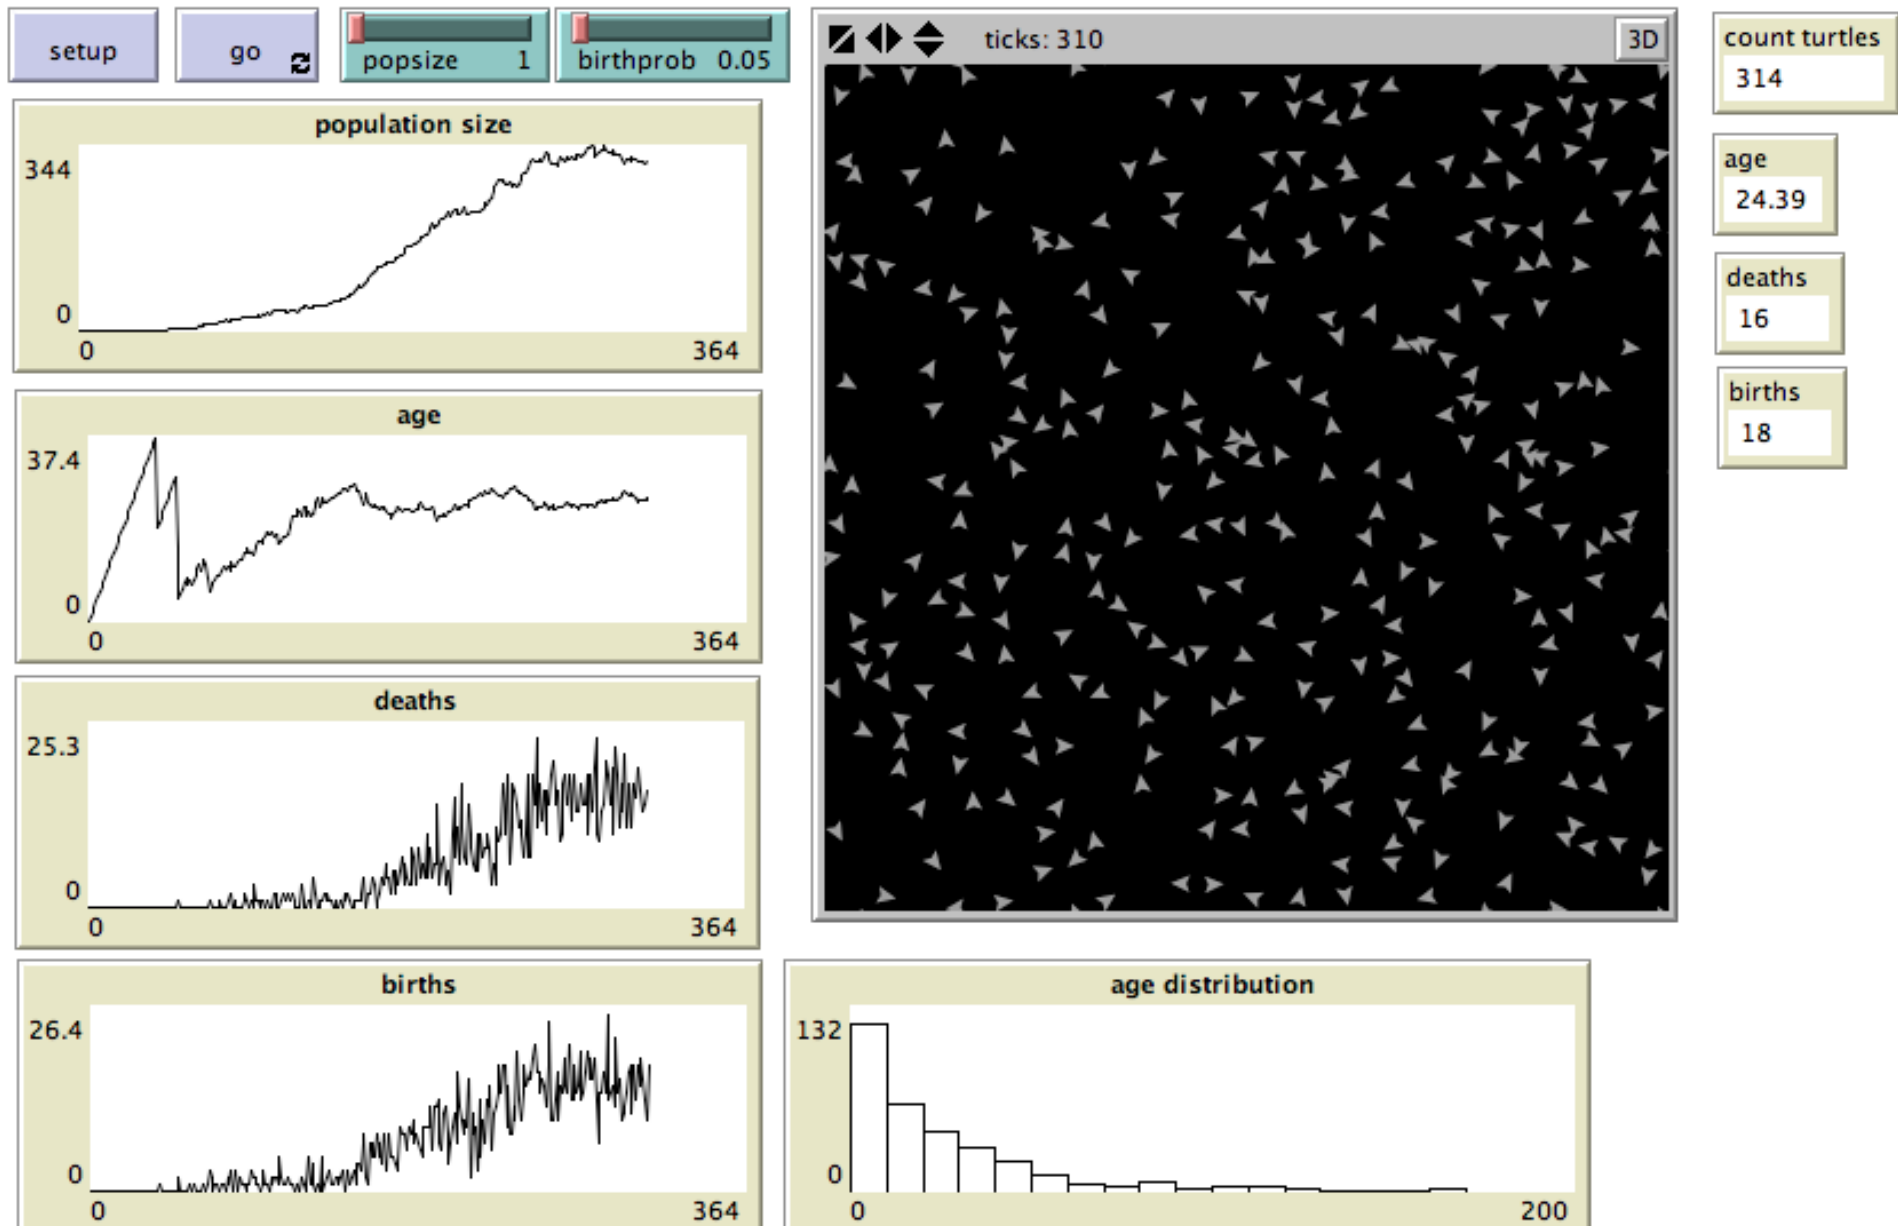 setup
go
popsize 1
birthprob 0.05
ticks: 310
3D
count turtles
314
population size
344
0
0 364
age
24.39
age
37.4
0
0 364
deaths
16
births
18
deaths
25.3
0
0 364
births
26.4
0
0 364
age distribution
132
0
0 200